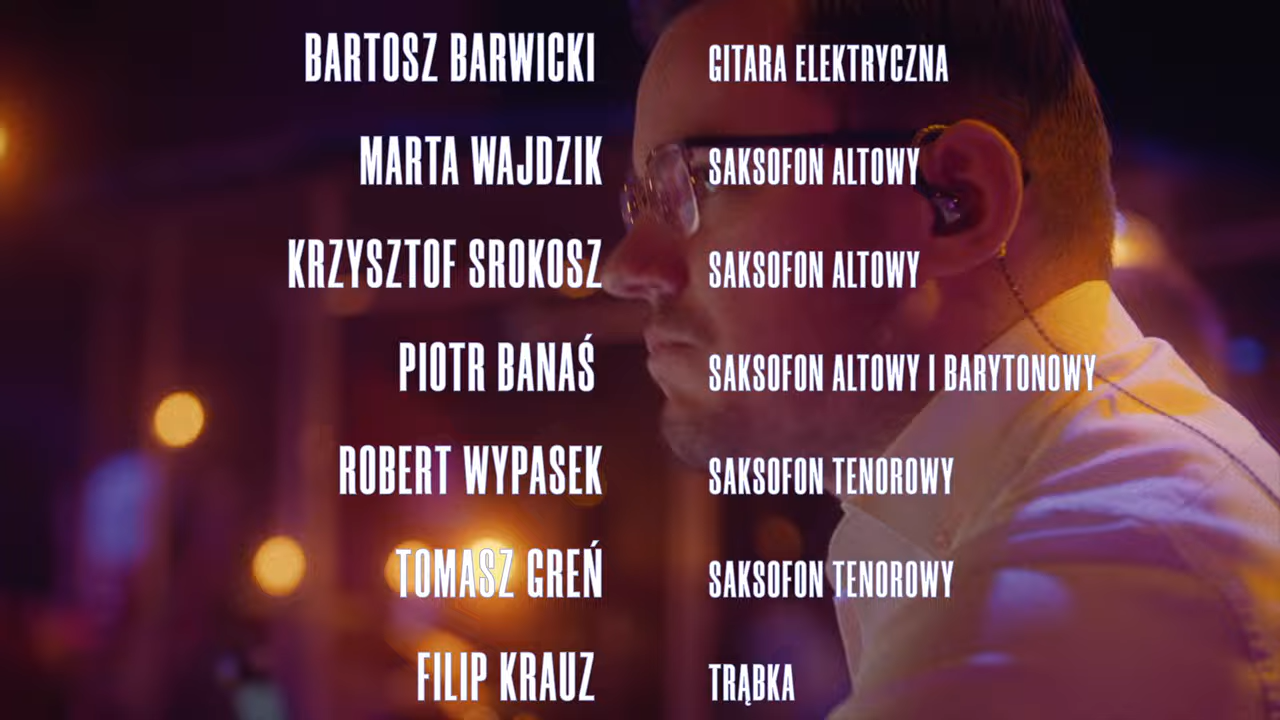 BARTOSZ BARWICKI GITARA ELEKTRYCZNA
MARTA WAJDZIK SAKSOFON ALTOWY
KRZYSZTOF SROKOSZ SAKSOFON ALTOWY
PIOTR BANAŚ SAKSOFON ALTOWY I BARYTONOWY
ROBERT WYPASEK SAKSOFON TENOROWY
TOMASZ GREŃ SAKSOFON TENOROWY
FILIP KRAUZ TRĄBKA